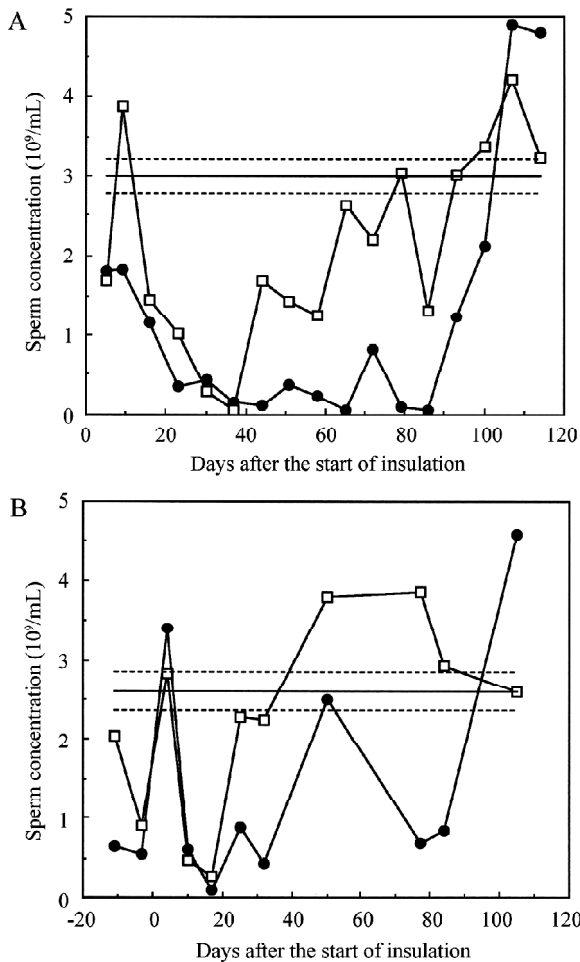 A
5
4
3
2
1
0
Sperm concentration (10⁹/mL)
0 20 40 60 80 100 120
Days after the start of insulation
B
5
4
3
2
1
0
Sperm concentration (10⁹/mL)
-20 0 20 40 60 80 100 120
Days after the start of insulation